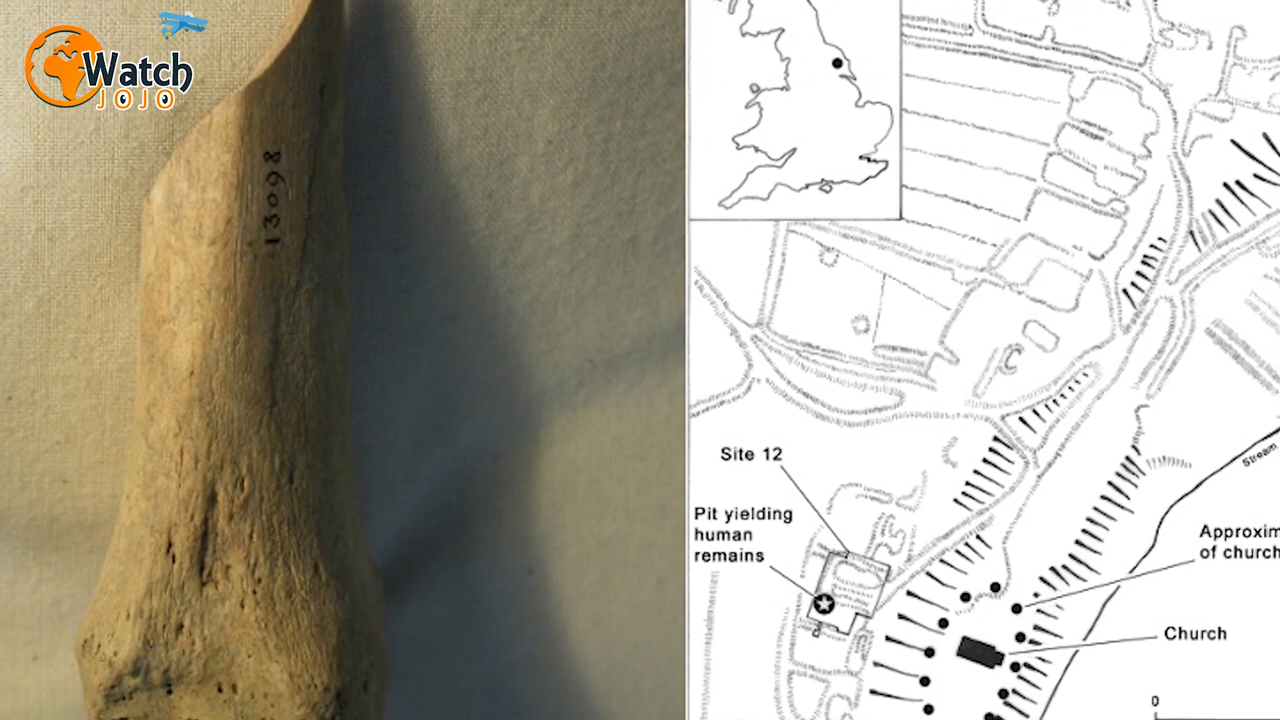 Watch
JOJO
13098
Site 12
Pit yielding
human
remains
Stream
Approxim
of church
Church
0